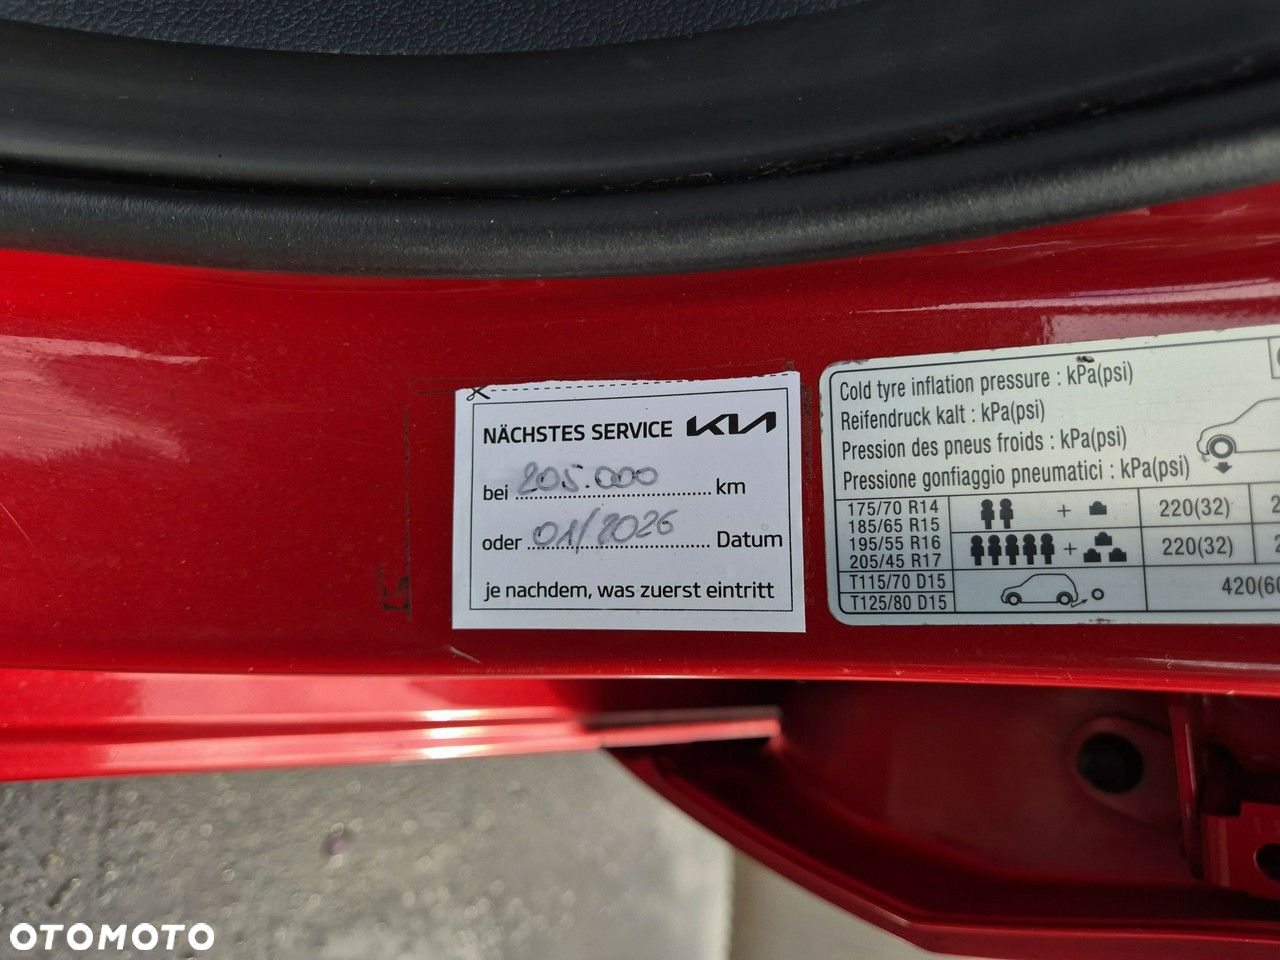 NÄCHSTES SERVICE KIA
bei 205.000 km
oder 01/2026 Datum
je nachdem, was zuerst eintritt
Cold tyre inflation pressure : kPa(psi)
Reifendruck kalt : kPa(psi)
Pression des pneus froids : kPa(psi)
Pressione gonfiaggio pneumatici : kPa(psi)
175/70 R14
185/65 R15
195/55 R16
205/45 R17
+ 220(32)
+ 220(32)
T115/70 D15
T125/80 D15
420(60
OTOMOTO